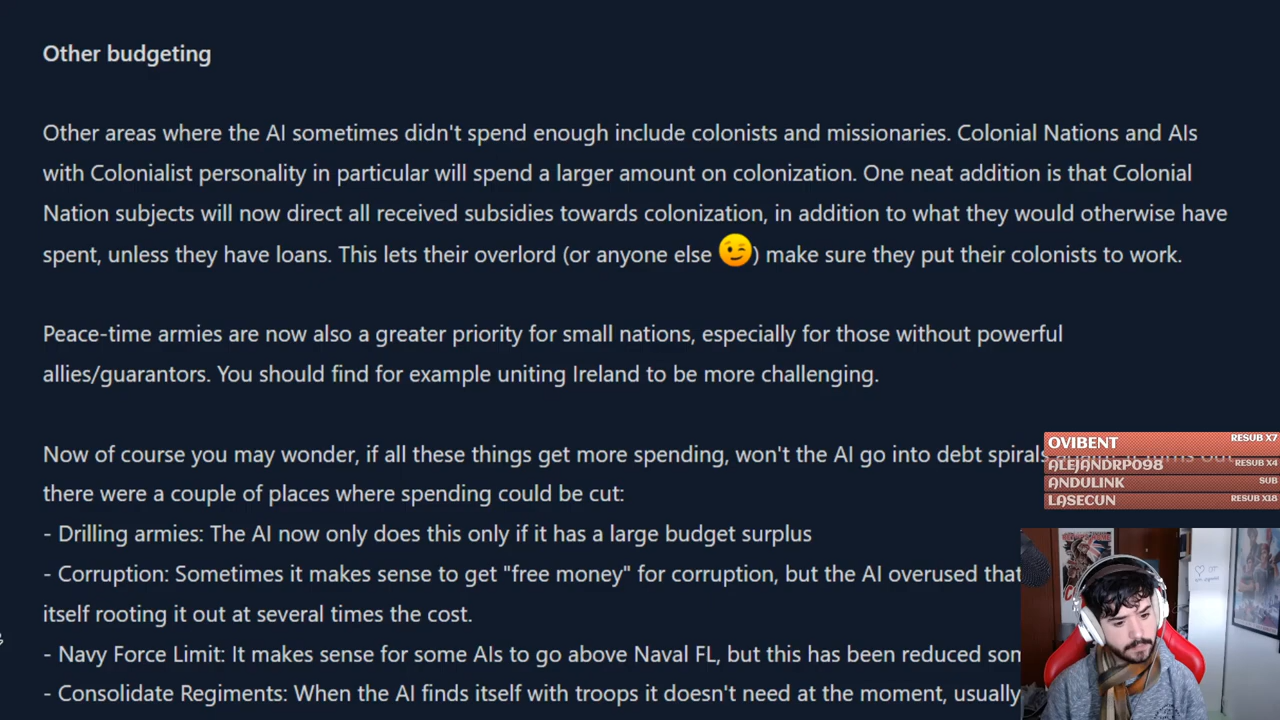 Other budgeting
Other areas where the AI sometimes didn't spend enough include colonists and missionaries. Colonial Nations and AIs
with Colonialist personality in particular will spend a larger amount on colonization. One neat addition is that Colonial
Nation subjects will now direct all received subsidies towards colonization, in addition to what they would otherwise have
spent, unless they have loans. This lets their overlord (or anyone else 😉) make sure they put their colonists to work.
Peace-time armies are now also a greater priority for small nations, especially for those without powerful
allies/guarantors. You should find for example uniting Ireland to be more challenging.
Now of course you may wonder, if all these things get more spending, won't the AI go into debt spirals
there were a couple of places where spending could be cut:
- Drilling armies: The AI now only does this only if it has a large budget surplus
- Corruption: Sometimes it makes sense to get "free money" for corruption, but the AI overused that
itself rooting it out at several times the cost.
- Navy Force Limit: It makes sense for some AIs to go above Naval FL, but this has been reduced
- Consolidate Regiments: When the AI finds itself with troops it doesn't need at the moment, usually
OVIBENT RESUB X7
ALEJANDRP098 RESUB X4
ANDULINK SUB
LASECUN RESUB X18